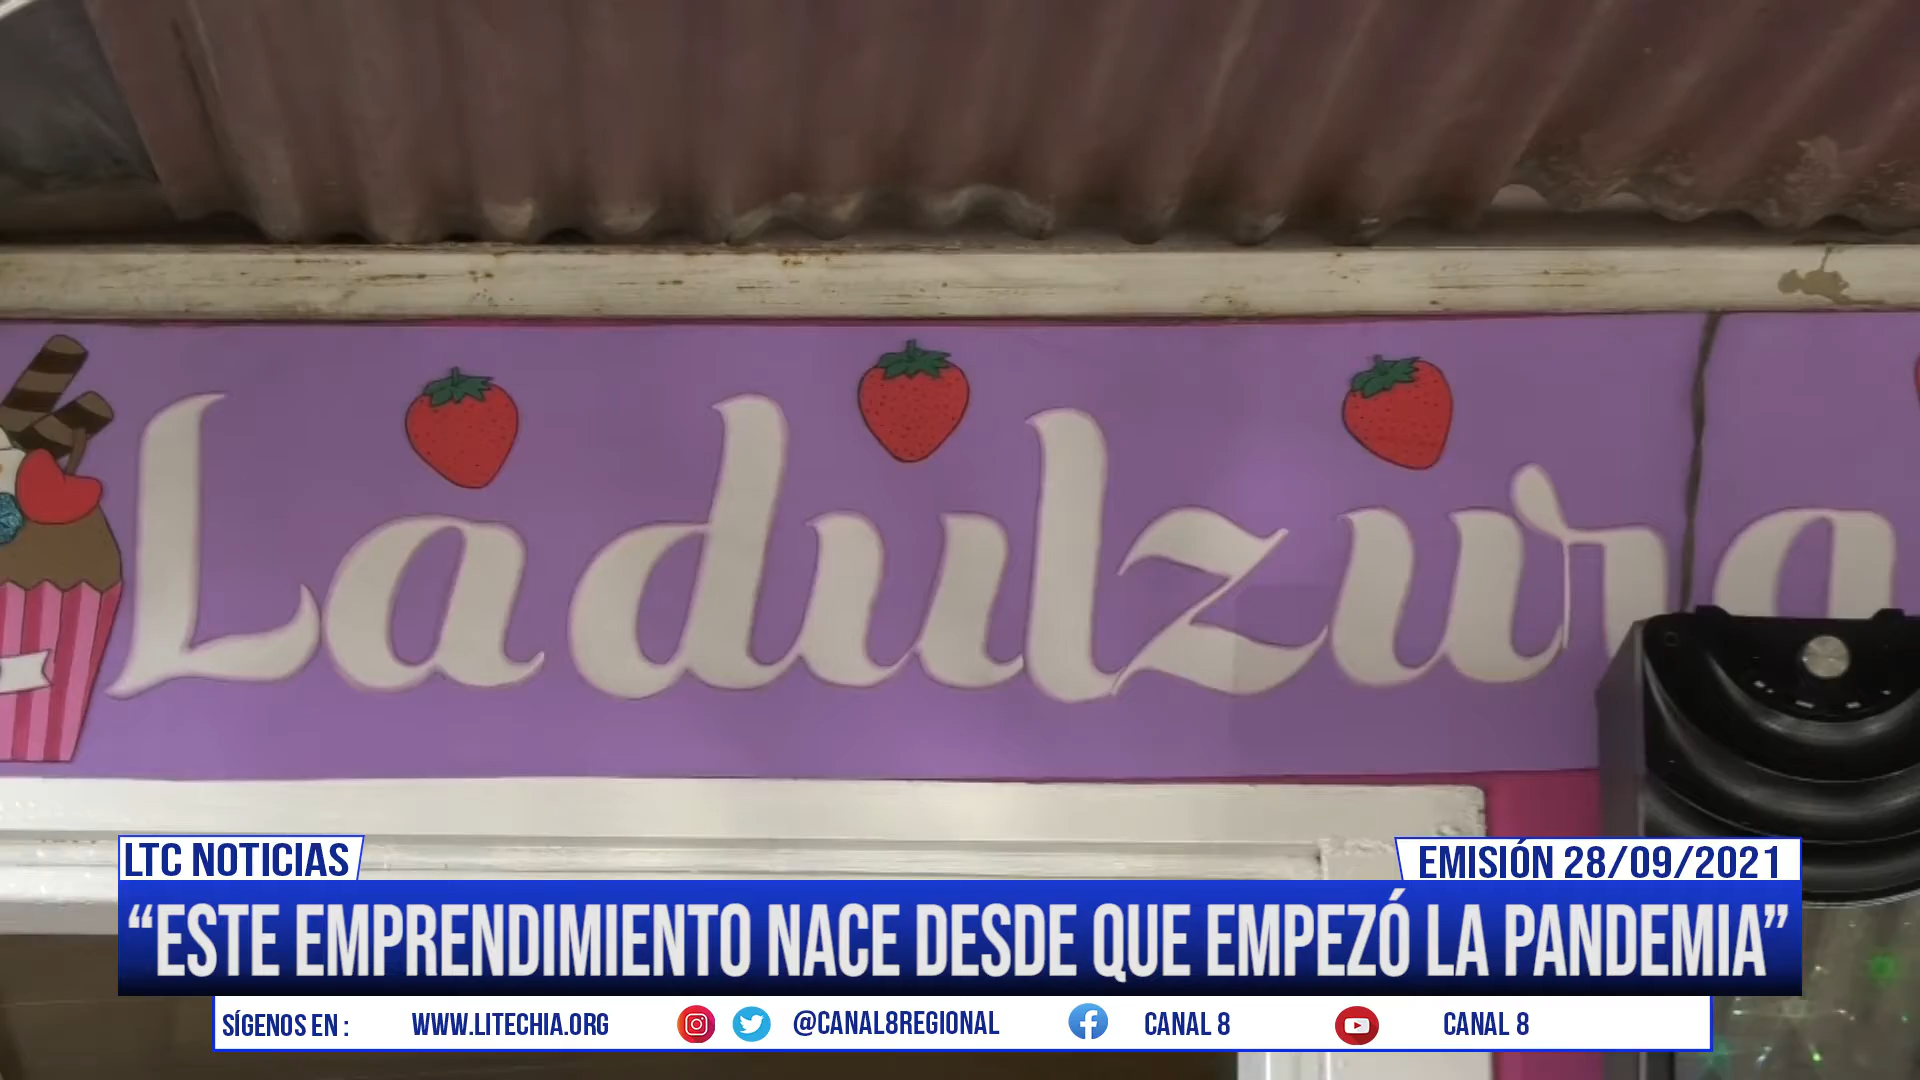 La dulzura
LTC NOTICIAS
EMISIÓN 28/09/2021
“ESTE EMPRENDIMIENTO NACE DESDE QUE EMPEZÓ LA PANDEMIA”
SÍGENOS EN : WWW.LITECHIA.ORG @CANAL8REGIONAL CANAL 8 CANAL 8